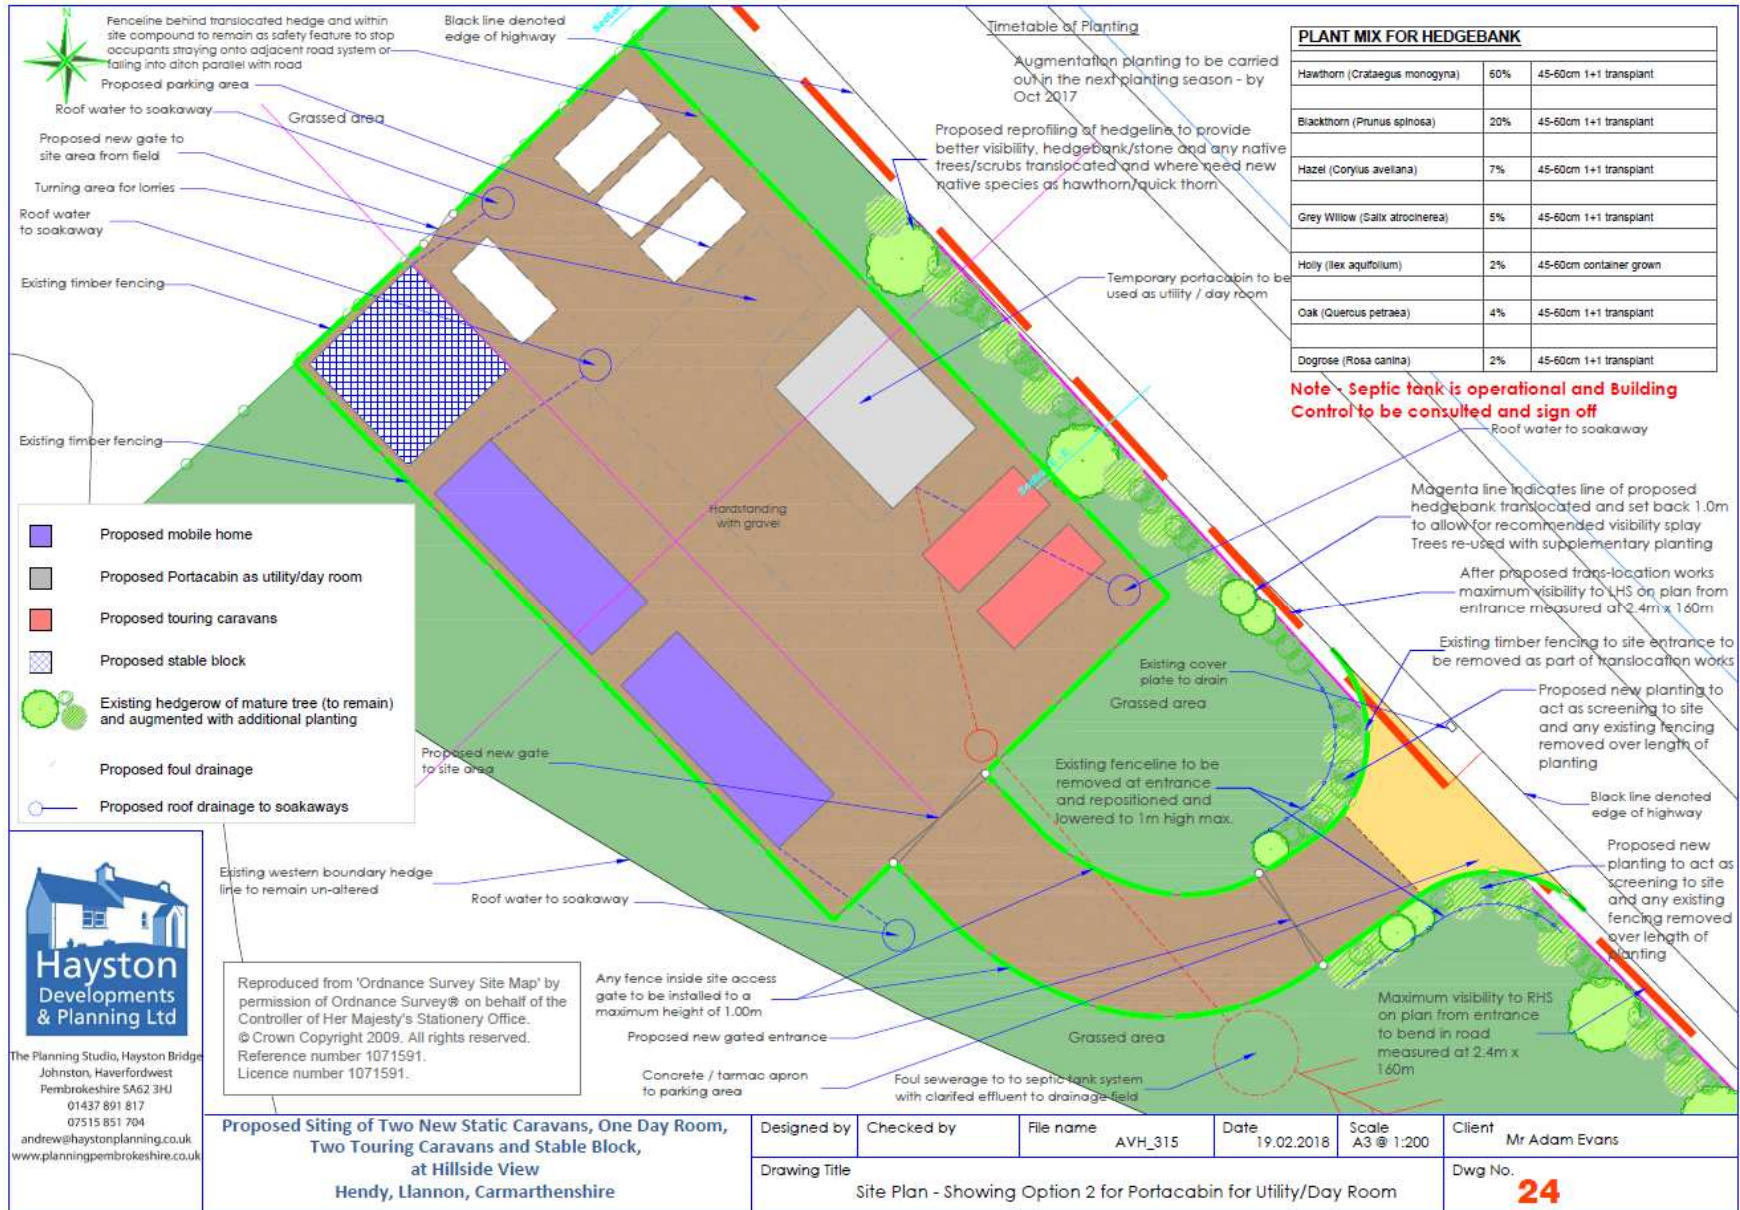 N
Fenceline behind translocated hedge and within
site compound to remain as safety feature to stop
occupants straying onto adjacent road system or
falling into ditch parallel with road
Proposed parking area
Roof water to soakaway
Grassed area
Proposed new gate to
site area from field
Turning area for lorries
Roof water
to soakaway
Existing timber fencing
Existing timber fencing
Black line denoted
edge of highway
Timetable of Planting
Augmentation planting to be carried
out in the next planting season - by
Oct 2017
Proposed reprofiling of hedgeline to provide
better visibility, hedgebank/stone and any native
trees/scrubs translocated and where need new
native species as hawthorn/quick thorn
Temporary portacabin to be
used as utility / day room
PLANT MIX FOR HEDGEBANK
Hawthorn (Crataegus monogyna) 60% 45-60cm 1+1 transplant
Blackthorn (Prunus spinosa) 20% 45-60cm 1+1 transplant
Hazel (Corylus avellana) 7% 45-60cm 1+1 transplant
Grey Willow (Salix atrocinerea) 5% 45-60cm 1+1 transplant
Holly (Ilex aquifolium) 2% 45-60cm container grown
Oak (Quercus petraea) 4% 45-60cm 1+1 transplant
Dogrose (Rosa canina) 2% 45-60cm 1+1 transplant
Note - Septic tank is operational and Building
Control to be consulted and sign off
Roof water to soakaway
Magenta line indicates line of proposed
hedgebank translocated and set back 1.0m
to allow for recommended visibility splay
Trees re-used with supplementary planting
After proposed trans-location works
maximum visibility to LHS on plan from
entrance measured at 2.4m x 160m
Existing timber fencing to site entrance to
be removed as part of translocation works
Proposed new planting to
act as screening to site
and any existing fencing
removed over length of
planting
Black line denoted
edge of highway
Proposed new
planting to act as
screening to site
and any existing
fencing removed
over length of
planting
Hardstanding
with gravel
Existing cover
plate to drain
Grassed area
Existing fenceline to be
removed at entrance
and repositioned and
lowered to 1m high max.
Proposed mobile home
Proposed Portacabin as utility/day room
Proposed touring caravans
Proposed stable block
Existing hedgerow of mature tree (to remain)
and augmented with additional planting
Proposed foul drainage
Proposed roof drainage to soakaways
Proposed new gate
to site area
Existing western boundary hedge
line to remain un-altered
Roof water to soakaway
Any fence inside site access
gate to be installed to a
maximum height of 1.00m
Proposed new gated entrance
Concrete / tarmac apron
to parking area
Foul sewerage to to septic tank system
with clarifed effluent to drainage field
Grassed area
Maximum visibility to RHS
on plan from entrance
to bend in road
measured at 2.4m x
160m
Reproduced from 'Ordnance Survey Site Map' by
permission of Ordnance Survey® on behalf of the
Controller of Her Majesty's Stationery Office.
© Crown Copyright 2009. All rights reserved.
Reference number 1071591.
Licence number 1071591.
Hayston
Developments
& Planning Ltd
The Planning Studio, Hayston Bridge
Johnston, Haverfordwest
Pembrokeshire SA62 3HJ
01437 891 817
07515 851 704
andrew@haystonplanning.co.uk
www.planningpembrokeshire.co.uk
Proposed Siting of Two New Static Caravans, One Day Room,
Two Touring Caravans and Stable Block,
at Hillside View
Hendy, Llannon, Carmarthenshire
Designed by
Checked by
File name
AVH_315
Date
19.02.2018
Scale
A3 @ 1:200
Client
Mr Adam Evans
Drawing Title
Site Plan - Showing Option 2 for Portacabin for Utility/Day Room
Dwg No.
24